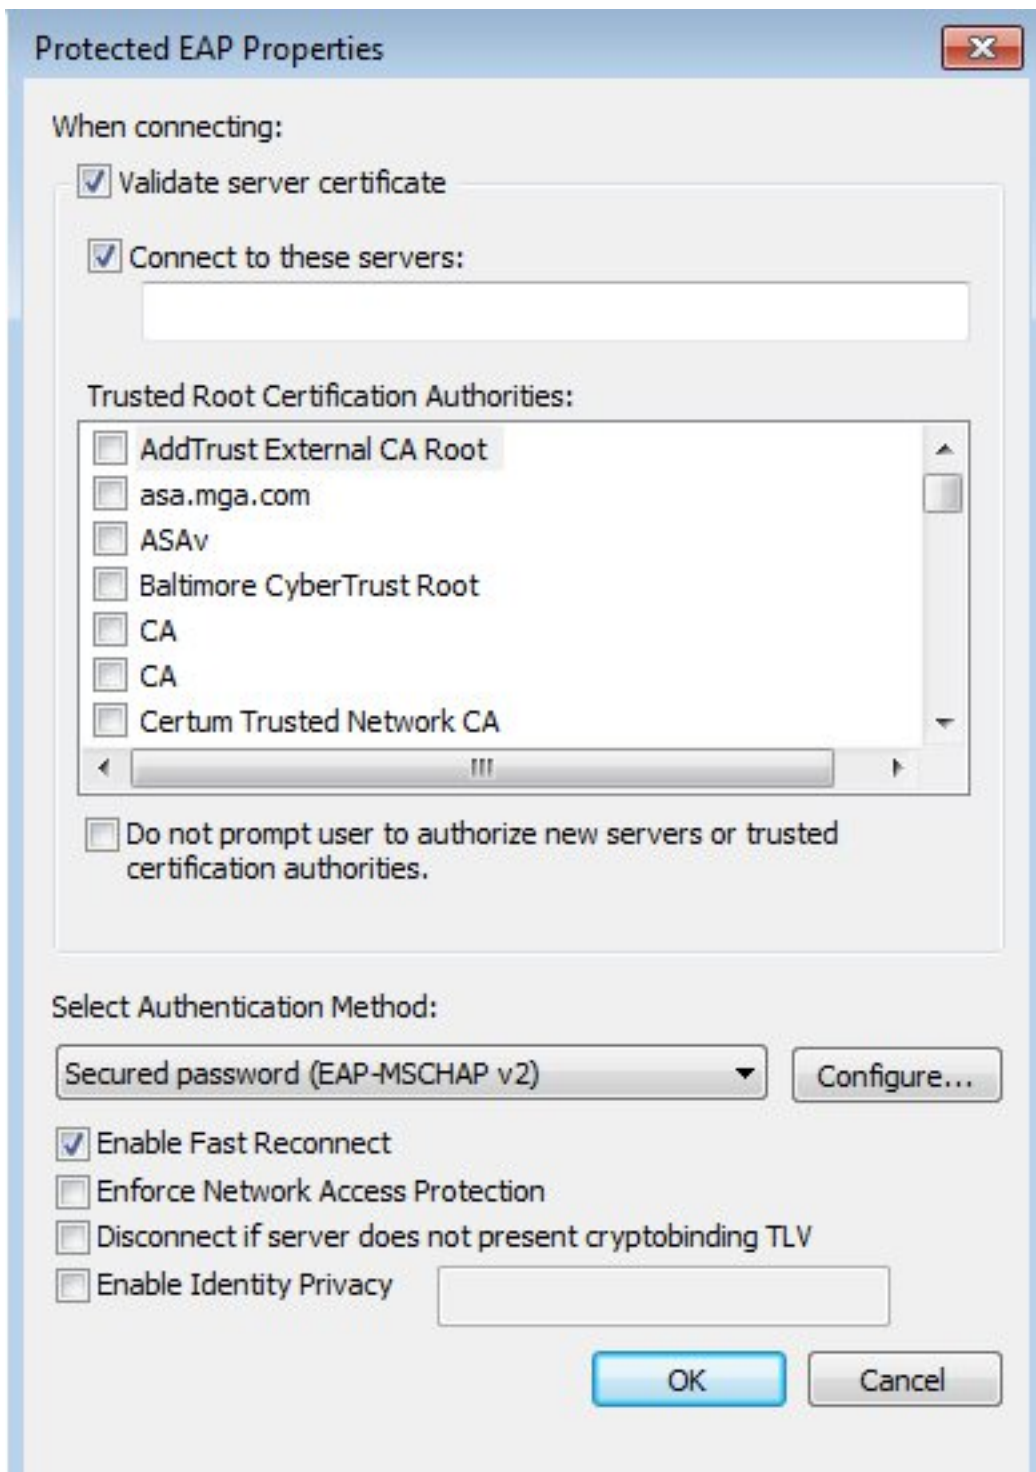 Protected EAP Properties
When connecting:
Validate server certificate
Connect to these servers:
Trusted Root Certification Authorities:
AddTrust External CA Root
asa.mga.com
ASAv
Baltimore CyberTrust Root
CA
CA
Certum Trusted Network CA
Do not prompt user to authorize new servers or trusted
certification authorities.
Select Authentication Method:
Secured password (EAP-MSCHAP v2)
Configure...
Enable Fast Reconnect
Enforce Network Access Protection
Disconnect if server does not present cryptobinding TLV
Enable Identity Privacy
OK
Cancel